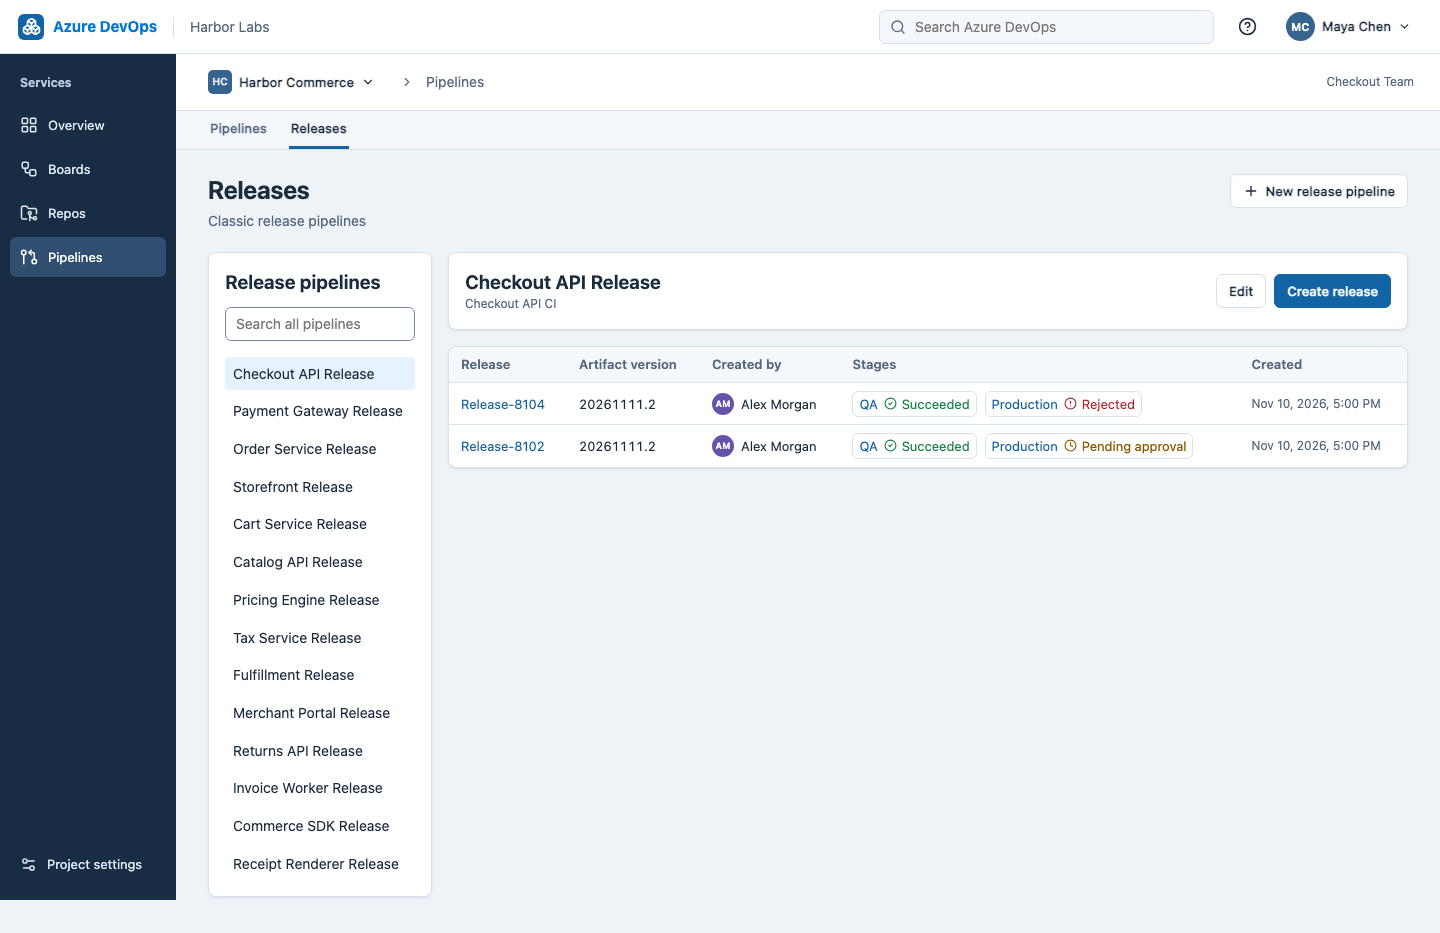 Azure DevOps
Harbor Labs
Search Azure DevOps
MC
Maya Chen
Services
Overview
Boards
Repos
Pipelines
Project settings
HC
Harbor Commerce
Pipelines
Checkout Team
Pipelines
Releases
Releases
Classic release pipelines
New release pipeline
Release pipelines
Search all pipelines
Checkout API Release
Payment Gateway Release
Order Service Release
Storefront Release
Cart Service Release
Catalog API Release
Pricing Engine Release
Tax Service Release
Fulfillment Release
Merchant Portal Release
Returns API Release
Invoice Worker Release
Commerce SDK Release
Receipt Renderer Release
Checkout API Release
Checkout API CI
Edit
Create release
Release Artifact version Created by Stages Created
Release-8104 20261111.2 AM Alex Morgan QA Succeeded Production Rejected Nov 10, 2026, 5:00 PM
Release-8102 20261111.2 AM Alex Morgan QA Succeeded Production Pending approval Nov 10, 2026, 5:00 PM